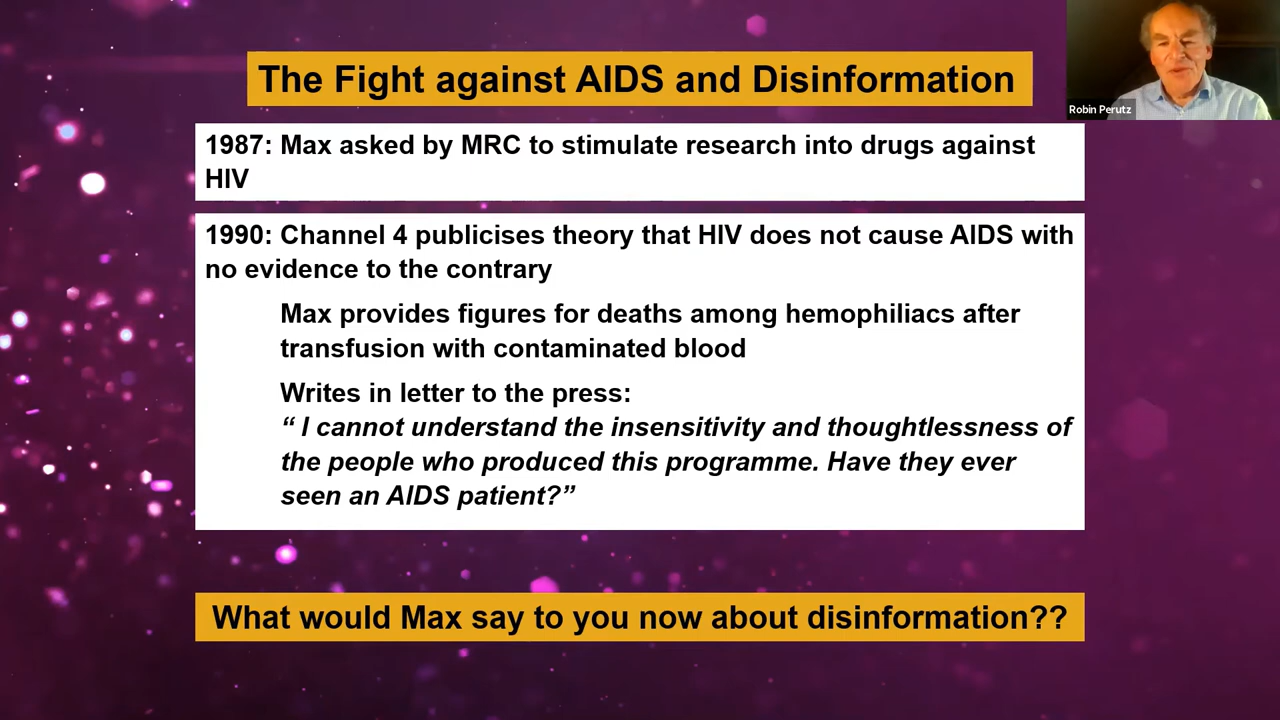 The Fight against AIDS and Disinformation
Robin Perutz
1987: Max asked by MRC to stimulate research into drugs against
HIV
1990: Channel 4 publicises theory that HIV does not cause AIDS with
no evidence to the contrary
Max provides figures for deaths among hemophiliacs after
transfusion with contaminated blood
Writes in letter to the press:
“ I cannot understand the insensitivity and thoughtlessness of
the people who produced this programme. Have they ever
seen an AIDS patient?”
What would Max say to you now about disinformation??